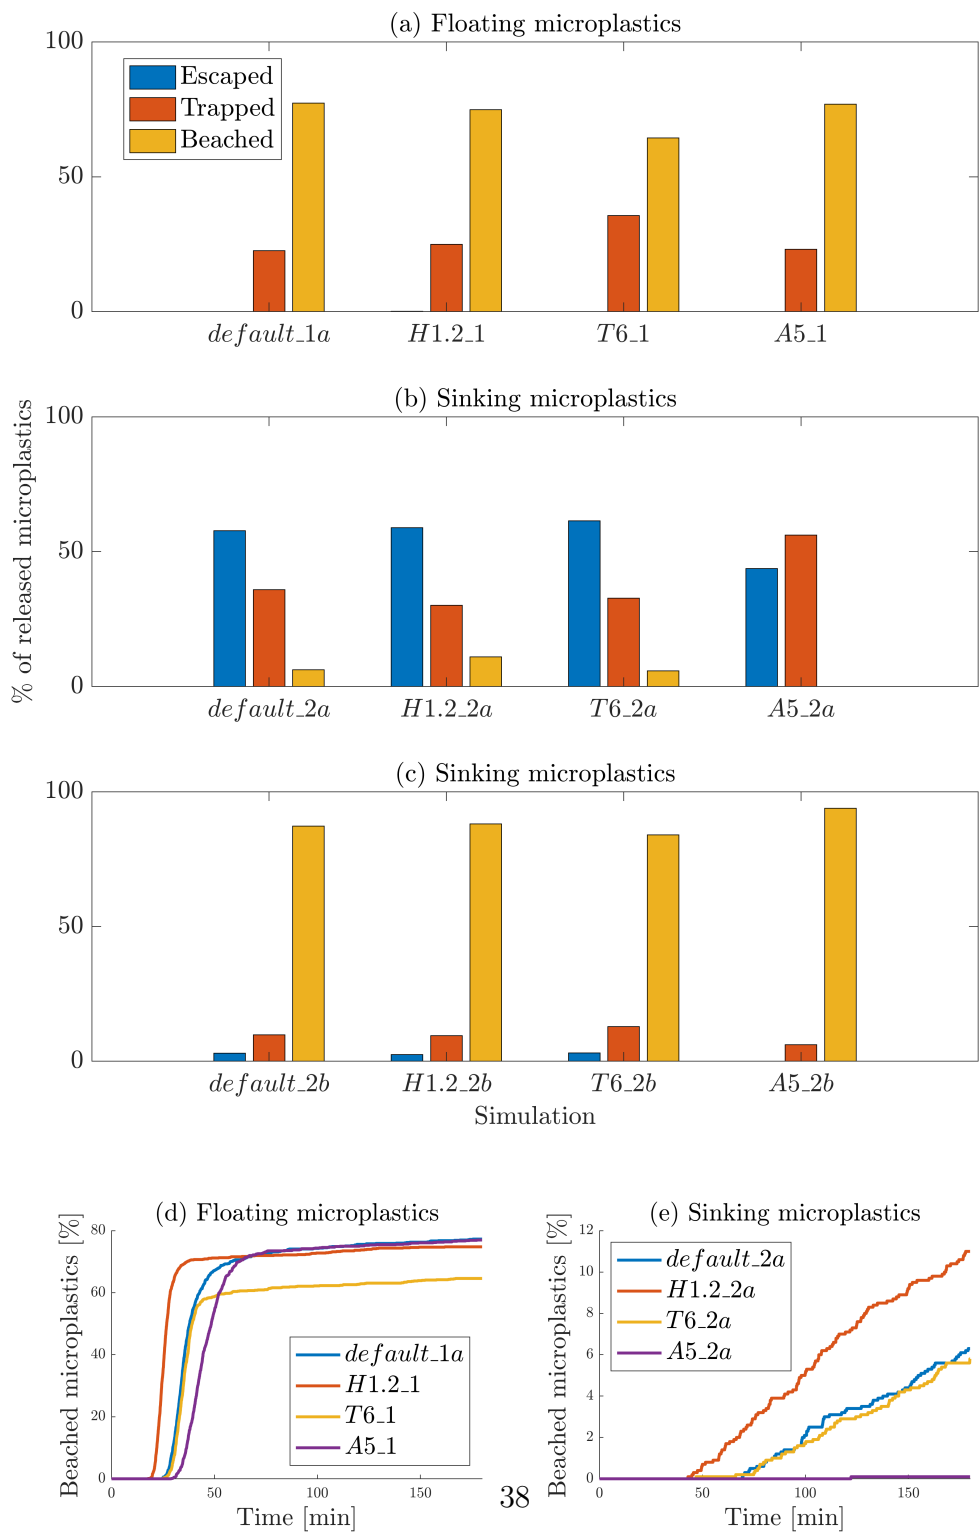 (a) Floating microplastics
100
50
0
Escaped
Trapped
Beached
default_1a
H1.2_1
T6_1
A5_1
% of released microplastics
(b) Sinking microplastics
100
50
0
default_2a
H1.2_2a
T6_2a
A5_2a
(c) Sinking microplastics
100
50
0
default_2b
H1.2_2b
T6_2b
A5_2b
Simulation
(d) Floating microplastics
Beached microplastics [%]
80
60
40
20
0
default_1a
H1.2_1
T6_1
A5_1
0 50 100 150
Time [min]
(e) Sinking microplastics
Beached microplastics [%]
12
10
8
6
4
2
0
default_2a
H1.2_2a
T6_2a
A5_2a
0 50 100 150
Time [min]
38